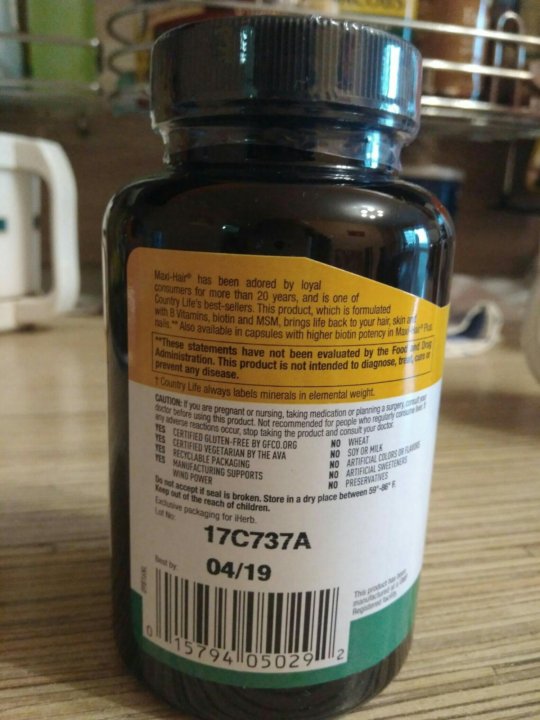 Maxi-Hair® has been adored by loyal
consumers for more than 20 years, and is one of
Country Life's best-sellers. This product, which is formulated
with B Vitamins, biotin and MSM, brings life back to your hair, skin and
nails.** Also available in capsules with higher biotin potency in Maxi-Hair® Plus
**These statements have not been evaluated by the Food and Drug
Administration. This product is not intended to diagnose, treat, cure or
prevent any disease.
† Country Life always labels minerals in elemental weight.
CAUTION: If you are pregnant or nursing, taking medication or planning a surgery, consult your
doctor before using this product. Not recommended for people who regularly consume
any adverse reactions occur, stop taking the product and consult your doctor.
YES CERTIFIED GLUTEN-FREE BY GFCO.ORG
YES CERTIFIED VEGETARIAN BY THE AVA
YES RECYCLABLE PACKAGING
YES MANUFACTURING SUPPORTS
WIND POWER
NO WHEAT
NO SOY OR MILK
NO ARTIFICIAL COLORS OR FLAVORS
NO ARTIFICIAL SWEETENERS
NO PRESERVATIVES
Do not accept if seal is broken. Store in a dry place between 59°-86° F.
Keep out of the reach of children.
Exclusive packaging for iHerb.
Lot No:
17C737A
Best by:
04/19
This product has been
manufactured at a
Registered facility.
0 15794 05029 2